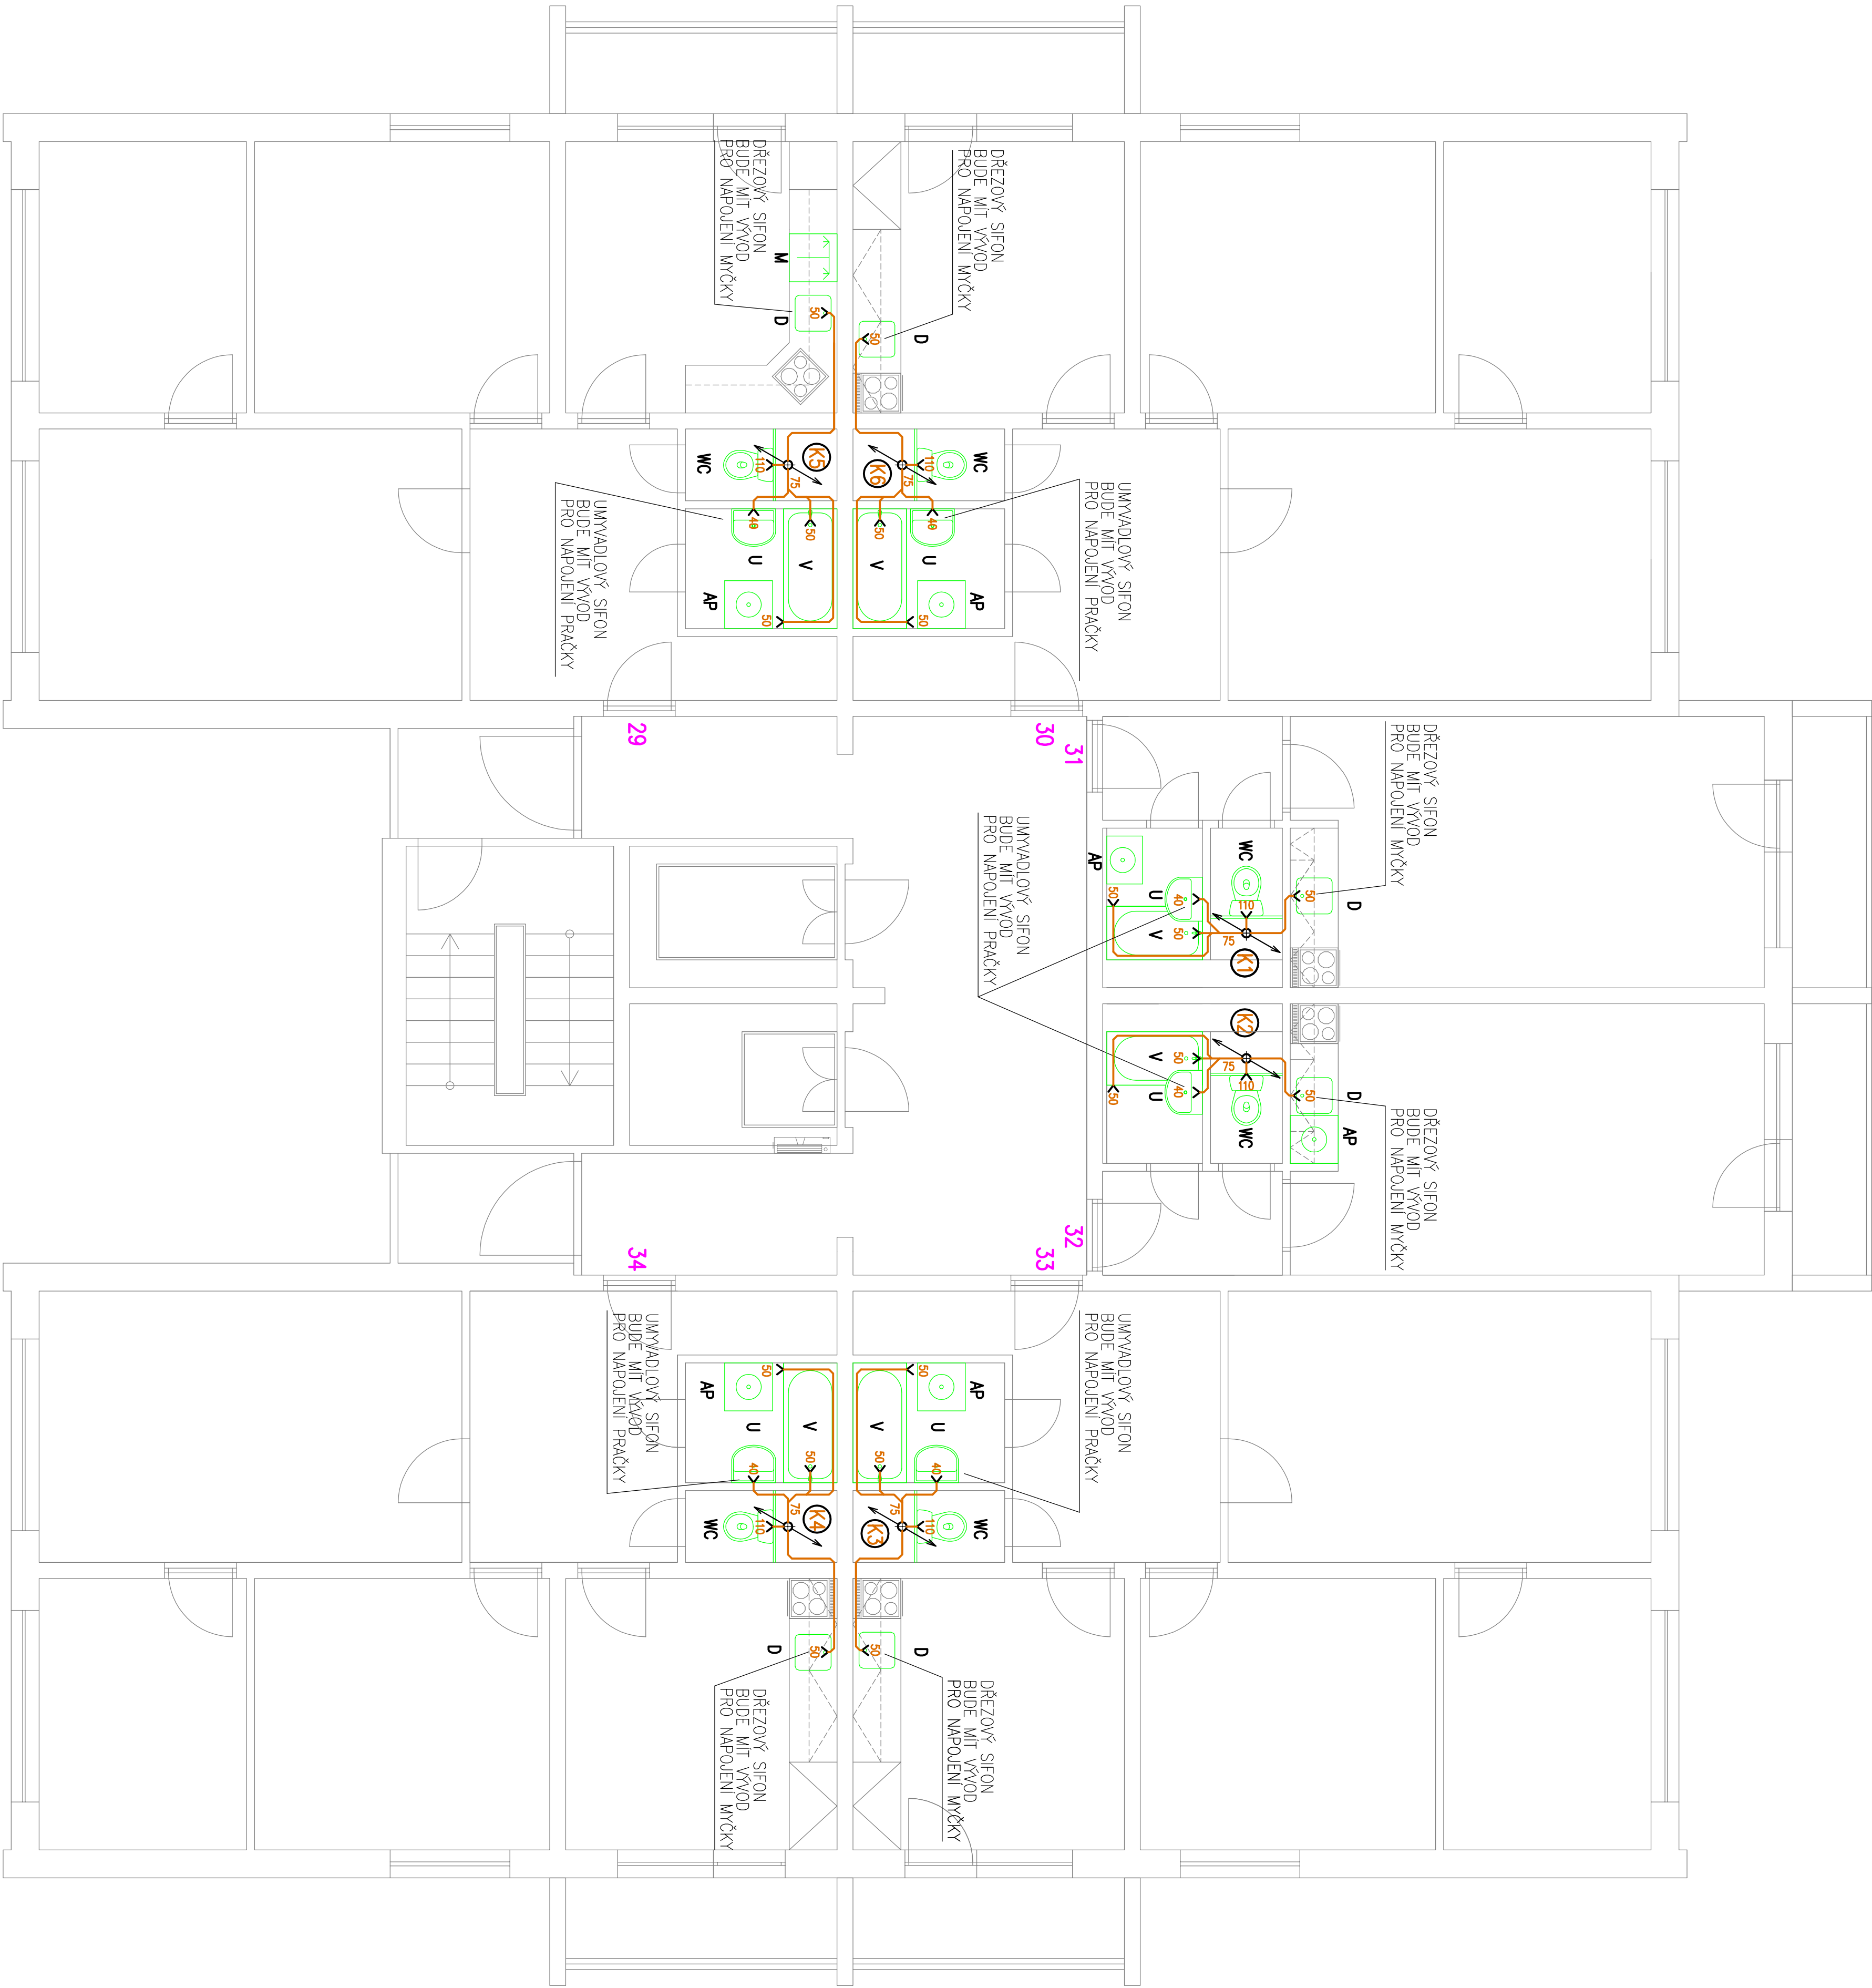 DŘEZOVÝ SIFON
BUDE MÍT VÝVOD
PRO NAPOJENÍ MYČKY
DŘEZOVÝ SIFON
BUDE MÍT VÝVOD
PRO NAPOJENÍ MYČKY
M
D
50
D
50
WC
K5
110
75
K6
110
75
WC
UMYVADLOVÝ SIFON
BUDE MÍT VÝVOD
PRO NAPOJENÍ PRAČKY
40
50
U
V
AP
50
50
40
V
U
AP
50
UMYVADLOVÝ SIFON
BUDE MÍT VÝVOD
PRO NAPOJENÍ PRAČKY
29
30
31
DŘEZOVÝ SIFON
BUDE MÍT VÝVOD
PRO NAPOJENÍ MYČKY
UMYVADLOVÝ SIFON
BUDE MÍT VÝVOD
PRO NAPOJENÍ PRAČKY
AP
WC
50
U
40
110
50
D
V
50
75
K1
K2
V
50
75
50
U
40
110
50
D
WC
AP
DŘEZOVÝ SIFON
BUDE MÍT VÝVOD
PRO NAPOJENÍ MYČKY
34
33
32
UMYVADLOVÝ SIFON
BUDE MÍT VÝVOD
PRO NAPOJENÍ PRAČKY
UMYVADLOVÝ SIFON
BUDE MÍT VÝVOD
PRO NAPOJENÍ PRAČKY
50
AP
U
V
40
50
50
AP
V
U
50
40
WC
110
75
K4
K3
75
110
WC
D
50
50
D
DŘEZOVÝ SIFON
BUDE MÍT VÝVOD
PRO NAPOJENÍ MYČKY
DŘEZOVÝ SIFON
BUDE MÍT VÝVOD
PRO NAPOJENÍ MYČKY